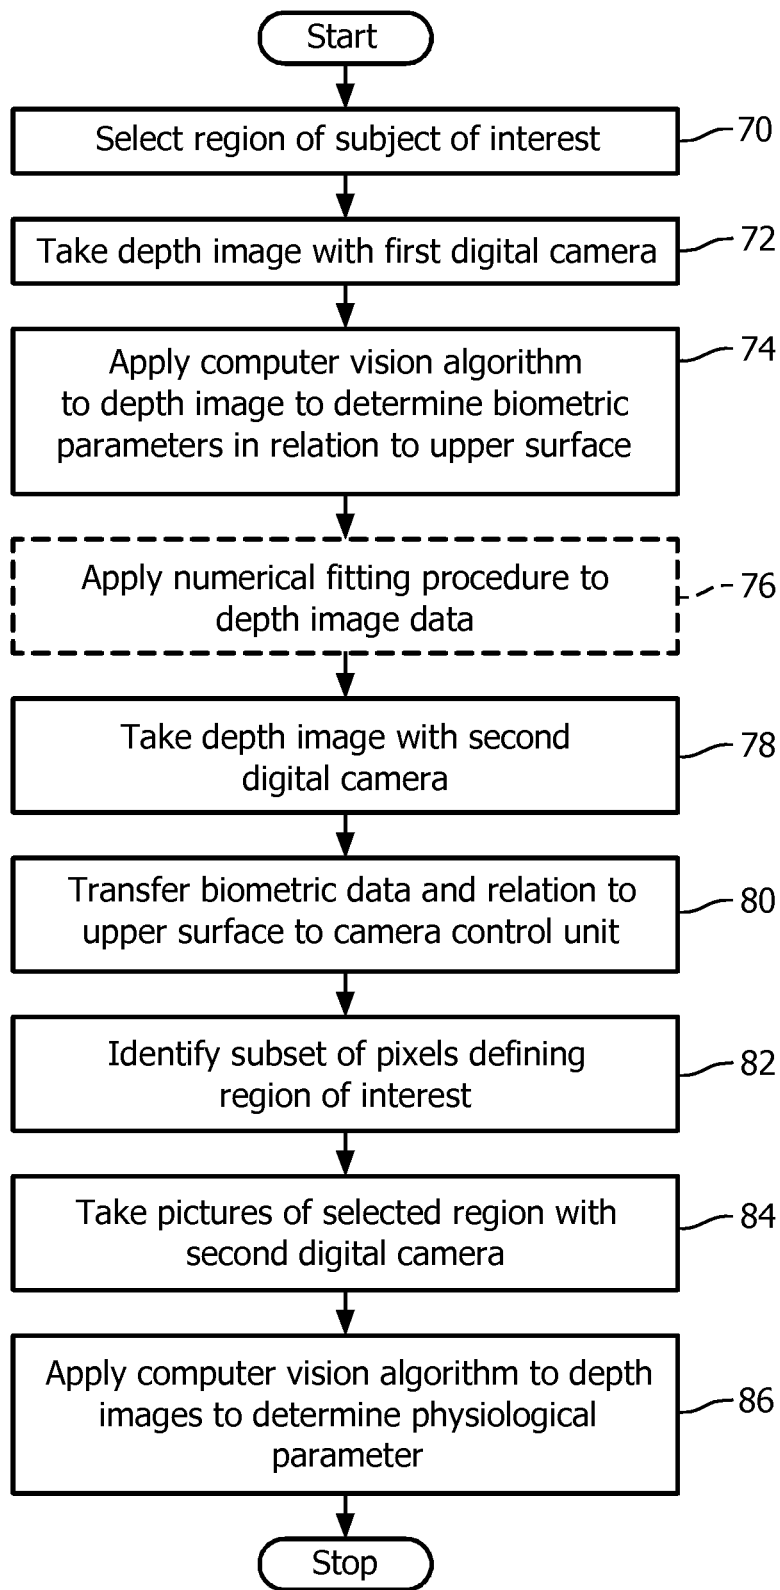 Start
Select region of subject of interest
70
Take depth image with first digital camera
72
Apply computer vision algorithm
to depth image to determine biometric
parameters in relation to upper surface
74
Apply numerical fitting procedure to
depth image data
76
Take depth image with second
digital camera
78
Transfer biometric data and relation to
upper surface to camera control unit
80
Identify subset of pixels defining
region of interest
82
Take pictures of selected region with
second digital camera
84
Apply computer vision algorithm to depth
images to determine physiological
parameter
86
Stop